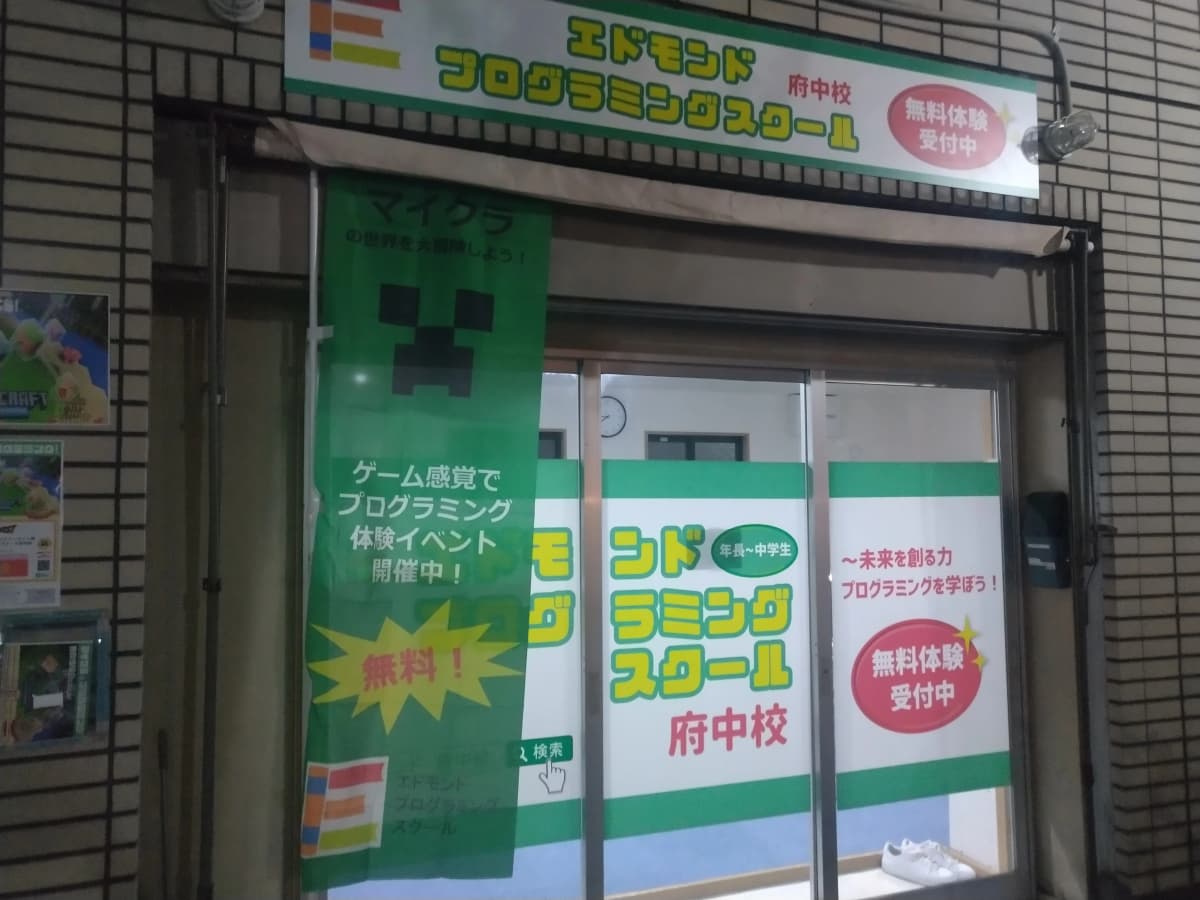 エドモンド
プログラミングスクール
府中校
無料体験
受付中
マイクラ
の世界を大冒険しよう！
ゲーム感覚で
プログラミング
体験イベント
開催中！
無料！
エドモンド
プログラミング
スクール
CRAFT
ドモンド
年長~中学生
グラミング
スクール
府中校
検索
~未来を創る力
プログラミングを学ぼう！
無料体験
受付中